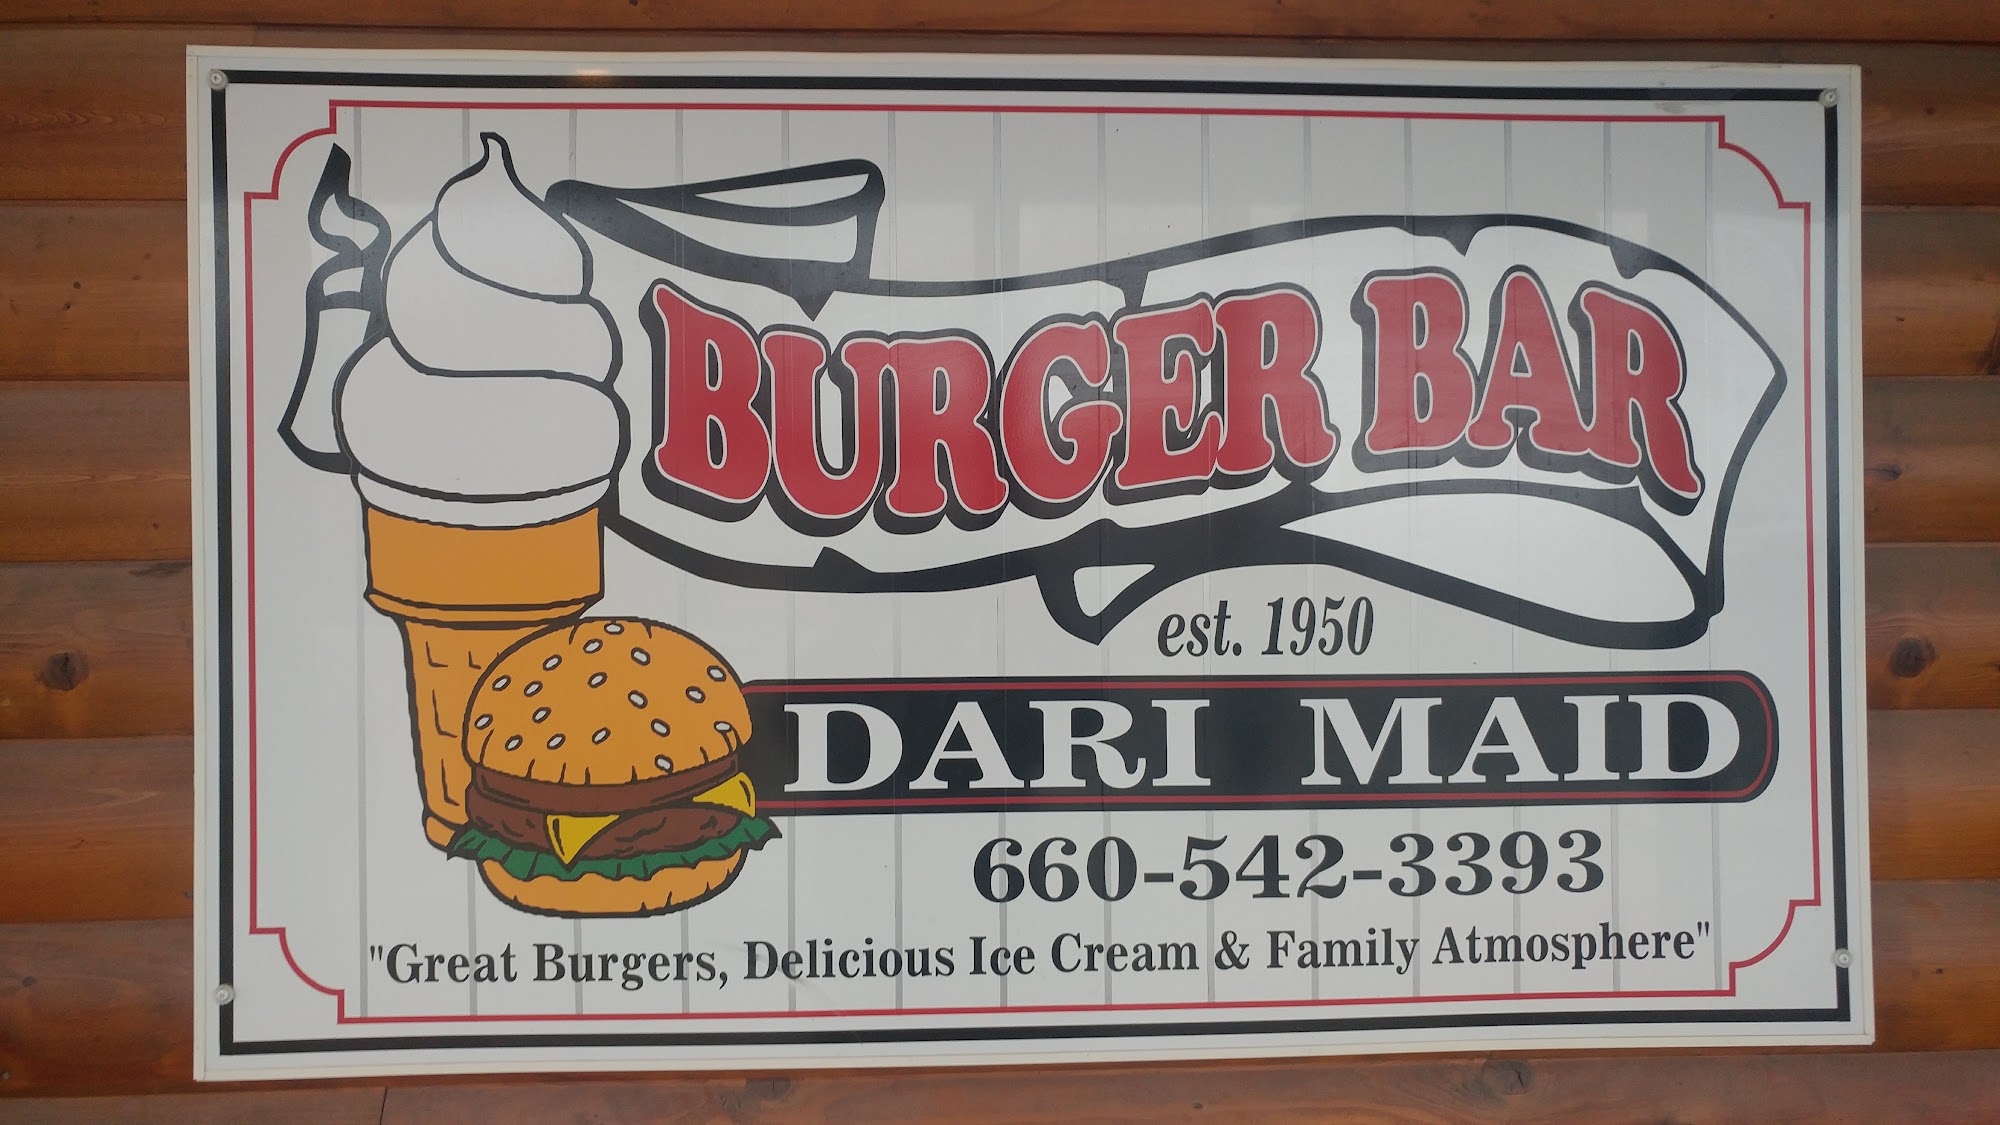 BURGER BAR
est. 1950
DARI MAID
660-542-3393
"Great Burgers, Delicious Ice Cream & Family Atmosphere"